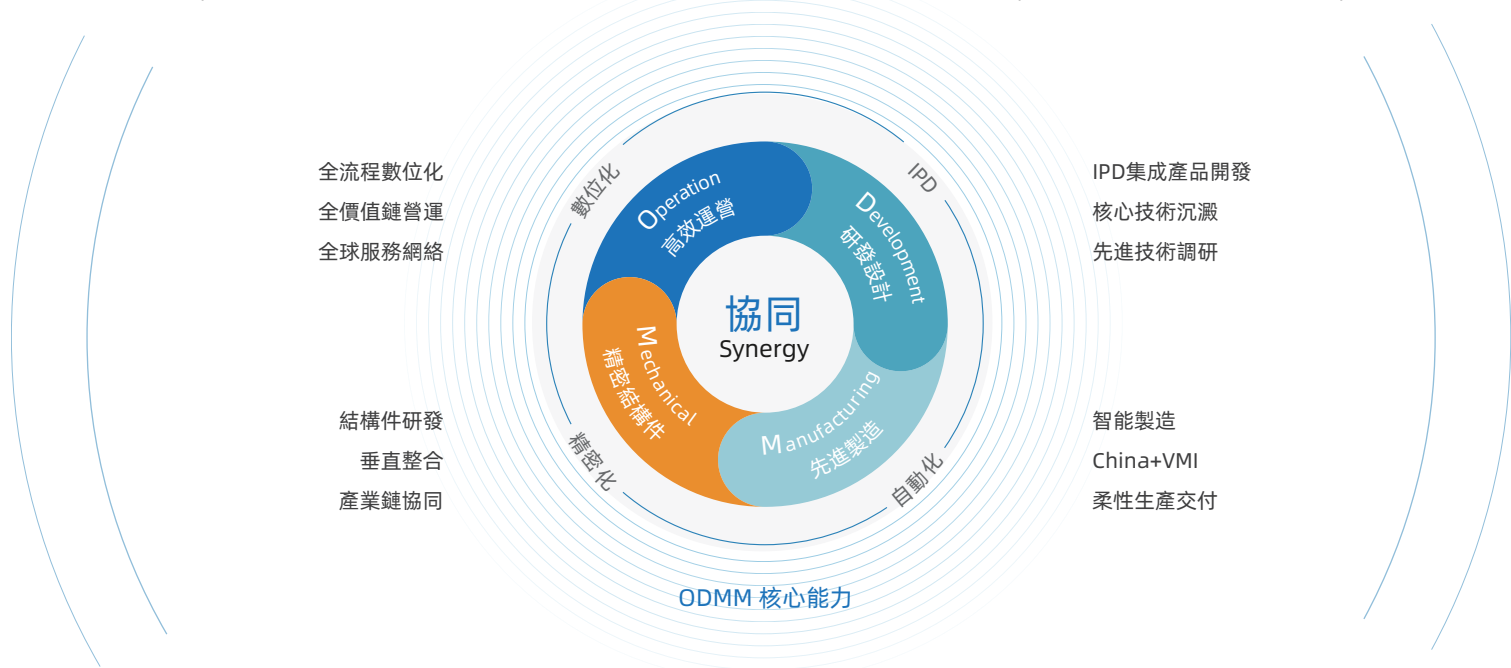 全流程數位化
全價值鏈營運
全球服務網絡
數位化
Operation
高效運營
IPD
Development
研發設計
IPD集成產品開發
核心技術沉澱
先進技術調研
協同
Synergy
結構件研發
垂直整合
產業鏈協同
精密化
Mechanical
精密結構件
Manufacturing
先進製造
自動化
智能製造
China+VMI
柔性生產交付
ODMM 核心能力